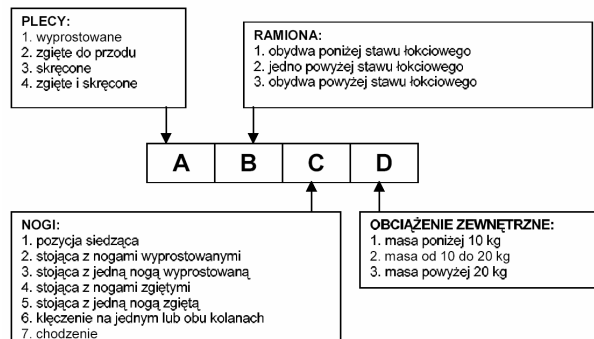 PLECY:
1. wyprostowane
2. zgięte do przodu
3. skręcone
4. zgięte i skręcone
RAMIONA:
1. obydwa poniżej stawu łokciowego
2. jedno powyżej stawu łokciowego
3. obydwa powyżej stawu łokciowego
A B C D
NOGI:
1. pozycja siedząca
2. stojąca z nogami wyprostowanymi
3. stojąca z jedną nogą wyprostowaną
4. stojąca z nogami zgiętymi
5. stojąca z jedną nogą zgiętą
6. klęczenie na jednym lub obu kolanach
7. chodzenie
OBCIĄŻENIE ZEWNĘTRZNE:
1. masa poniżej 10 kg
2. masa od 10 do 20 kg
3. masa powyżej 20 kg